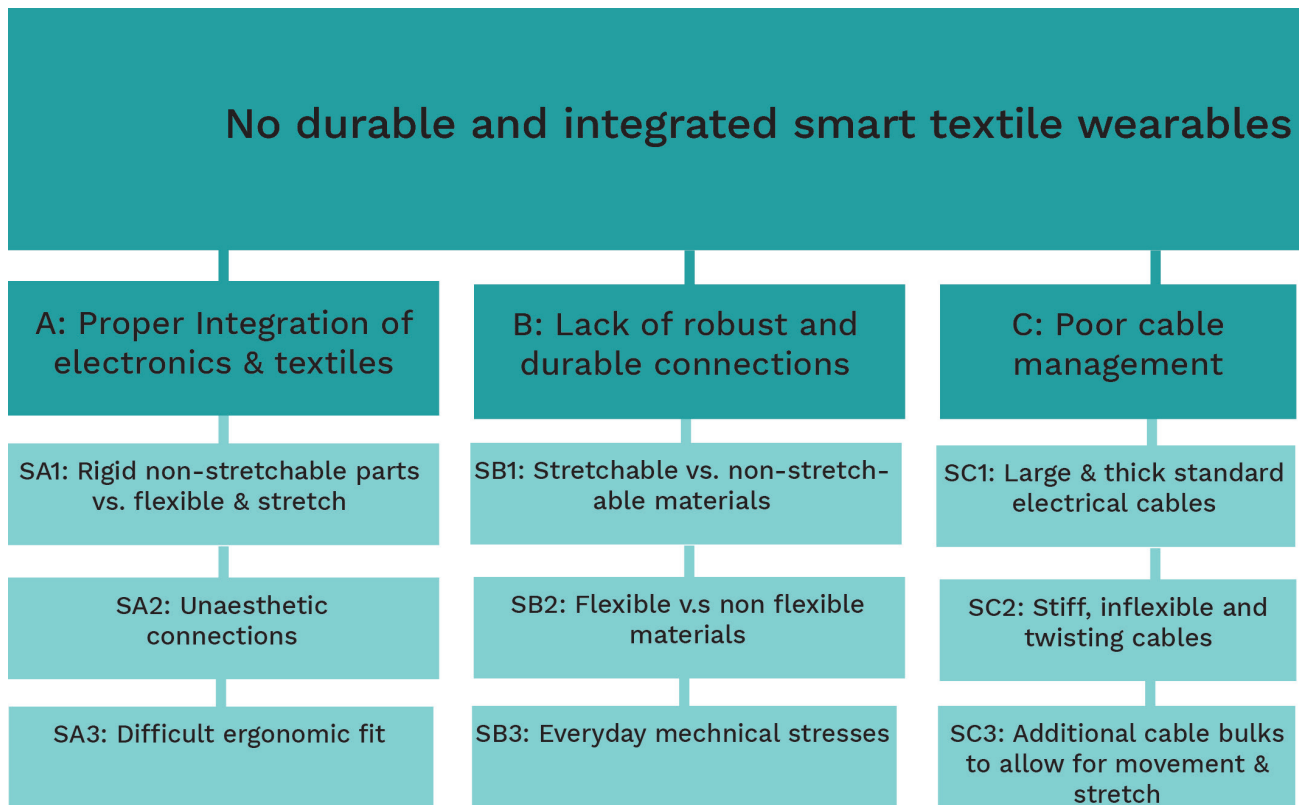 No durable and integrated smart textile wearables
A: Proper Integration of
electronics & textiles
SA1: Rigid non-stretchable parts
vs. flexible & stretch
SA2: Unaesthetic
connections
SA3: Difficult ergonomic fit
B: Lack of robust and
durable connections
SB1: Stretchable vs. non-stretch-
able materials
SB2: Flexible v.s non flexible
materials
SB3: Everyday mechnical stresses
C: Poor cable
management
SC1: Large & thick standard
electrical cables
SC2: Stiff, inflexible and
twisting cables
SC3: Additional cable bulks
to allow for movement &
stretch